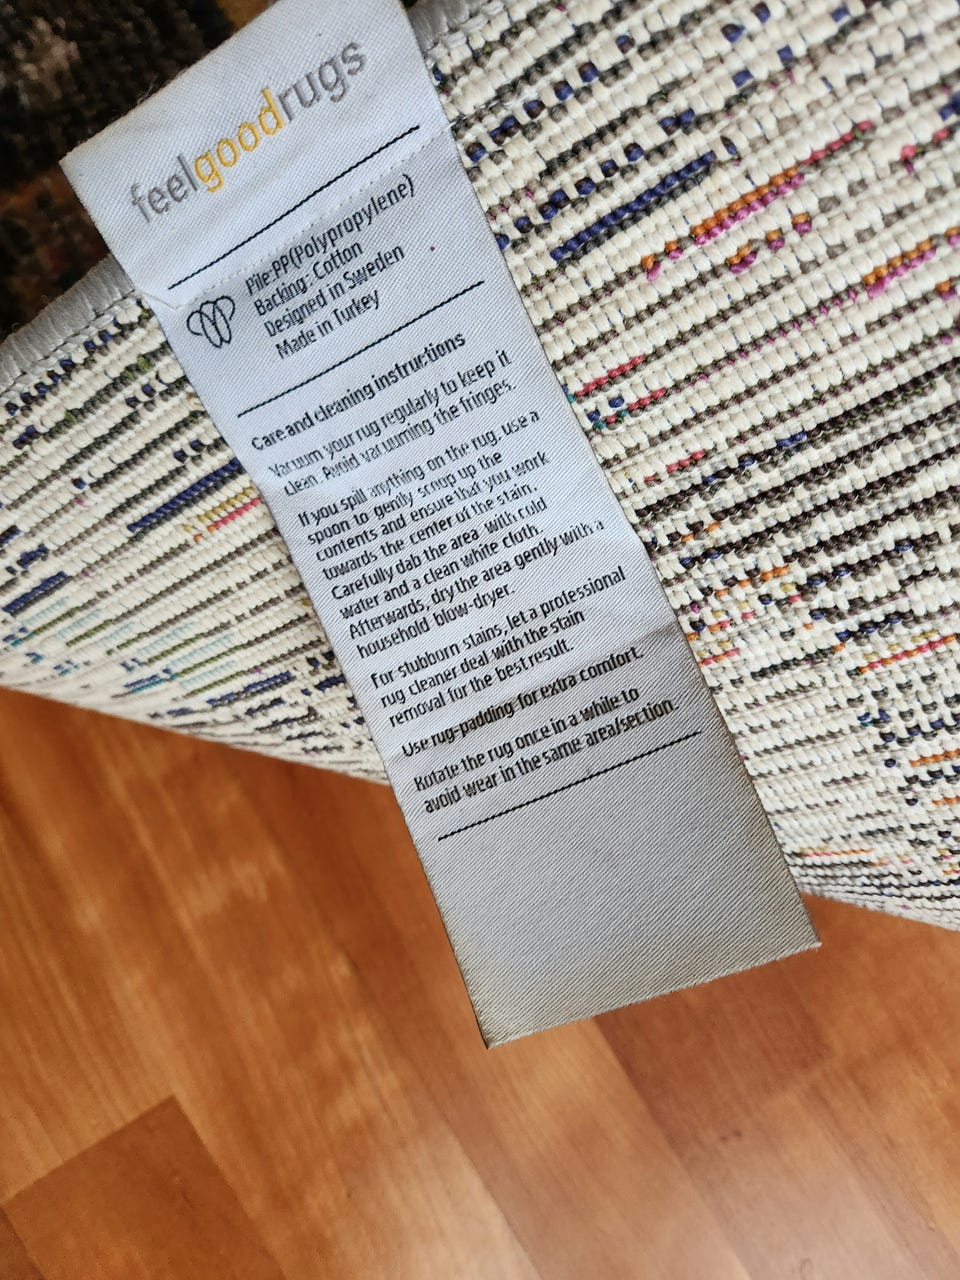 feelgoodrugs
Pile:PP(Polypropylene)
Backing: Cotton
Designed in Sweden
Made in Turkey
Care and cleaning instructions
Vacuum your rug regularly to keep it
clean. Avoid vacuuming the fringes.
If you spill anything on the rug, use a
spoon to gently scoop up the
contents and ensure that you work
towards the center of the stain.
Carefully dab the area with cold
water and a clean white cloth.
Afterwards, dry the area gently with a
household blow-dryer.
For stubborn stains, let a professional
rug cleaner deal with the stain
removal for the best result.
Use rug-padding for extra comfort.
Rotate the rug once in a while to
avoid wear in the same area/section.